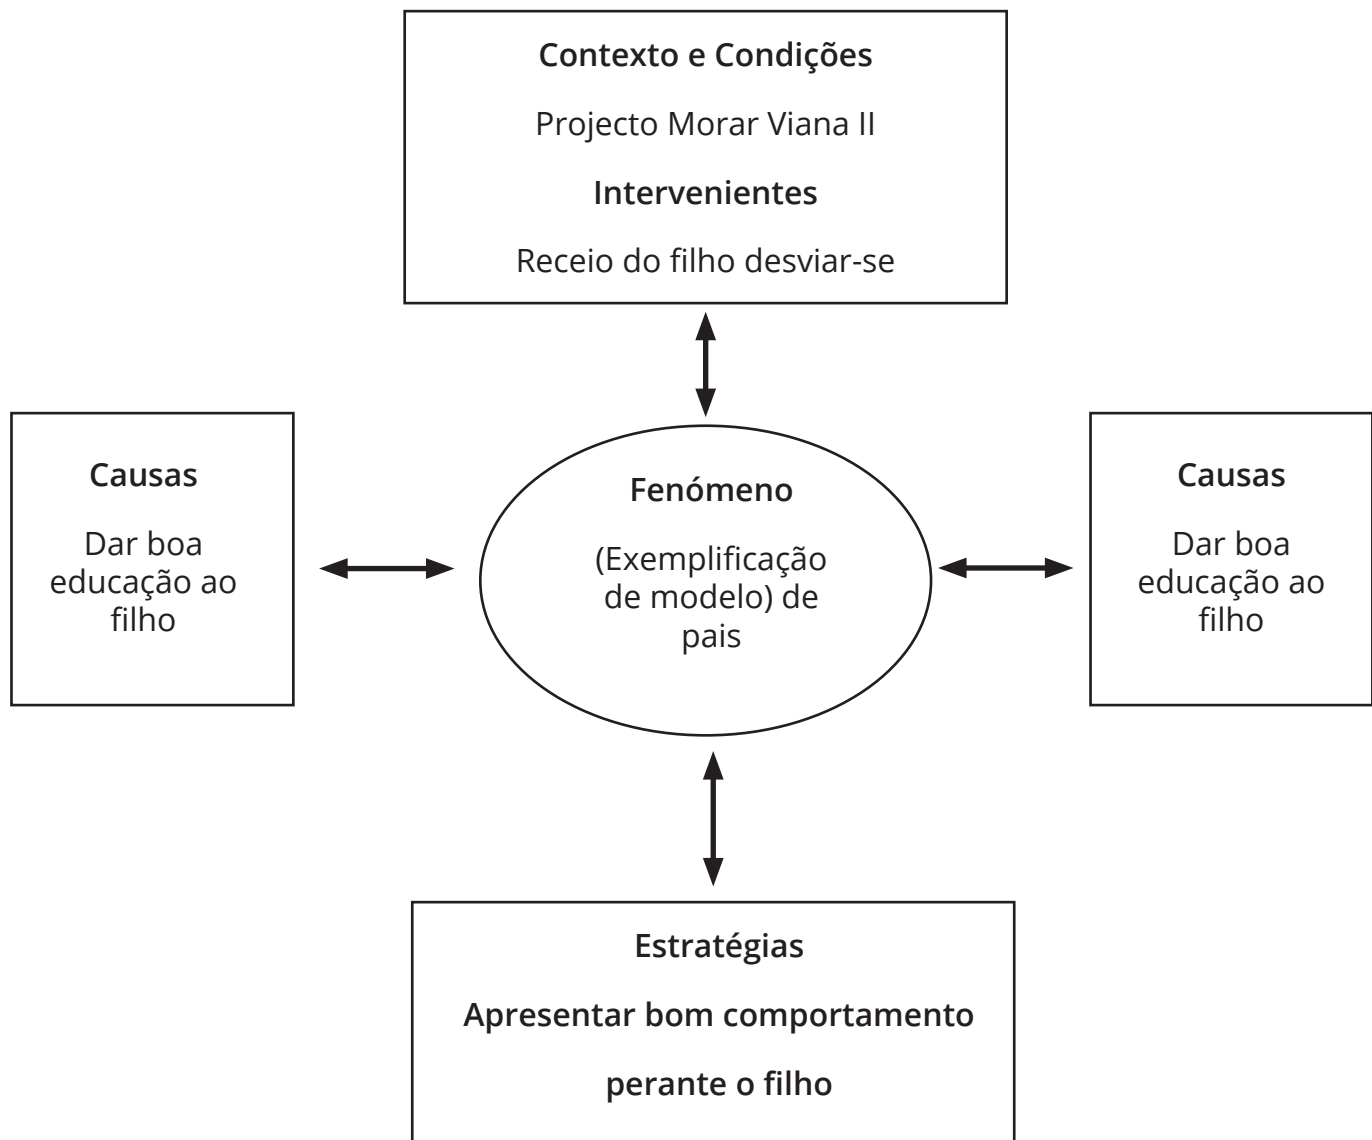 Contexto e Condições
Projecto Morar Viana II
Intervenientes
Receio do filho desviar-se
Causas
Dar boa
educação ao
filho
Fenómeno
(Exemplificação
de modelo) de
pais
Causas
Dar boa
educação ao
filho
Estratégias
Apresentar bom comportamento
perante o filho